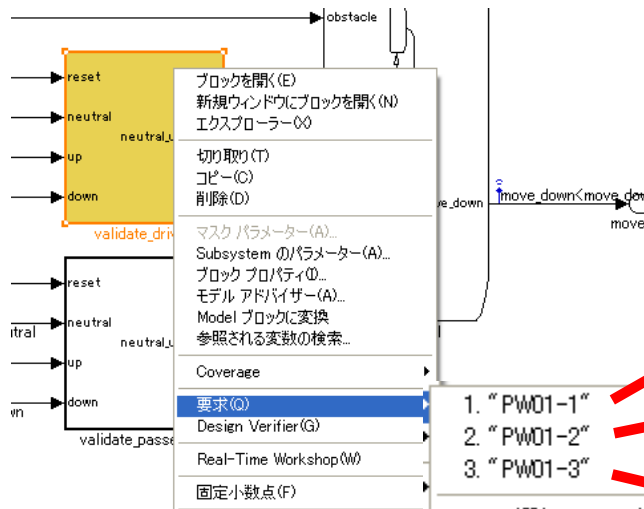 obstacle
reset
neutral
neutral_u
up
down
validate_driv
ブロックを開く(E)
新規ウィンドウにブロックを開く(N)
エクスプローラー(X)
切り取り(T)
コピー(C)
削除(D)
マスク パラメーター(A)...
Subsystem のパラメーター(A)...
ブロック プロパティ(I)...
モデル アドバイザー(A)...
Model ブロックに変換
参照される変数の検索...
Coverage
要求(Q)
Design Verifier(G)
Real-Time Workshop(W)
固定小数点(F)
1. "PW01-1"
2. "PW01-2"
3. "PW01-3"
ve_down
move_down<move_dow
move
reset
neutral
neutral_u
up
down
validate_passe
utral
wn